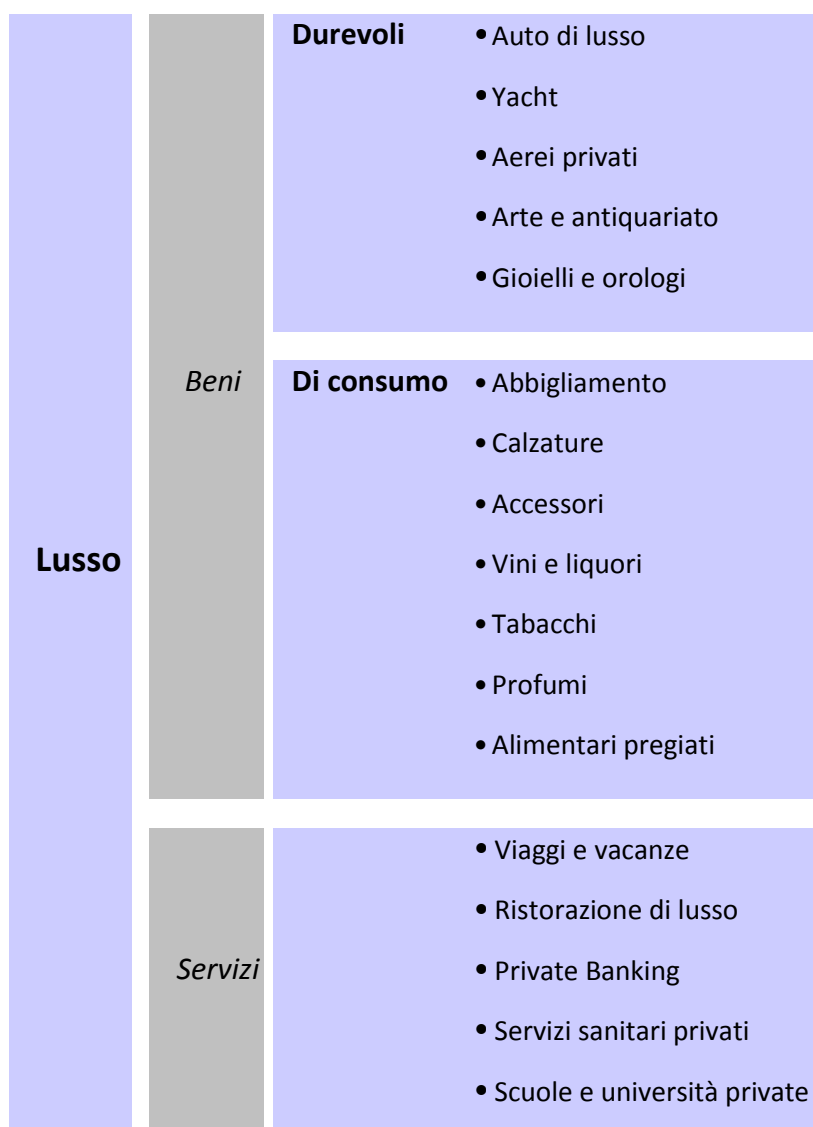 Durevoli • Auto di lusso
• Yacht
• Aerei privati
• Arte e antiquariato
• Gioielli e orologi
Beni Di consumo • Abbigliamento
• Calzature
• Accessori
Lusso • Vini e liquori
• Tabacchi
• Profumi
• Alimentari pregiati
• Viaggi e vacanze
• Ristorazione di lusso
Servizi • Private Banking
• Servizi sanitari privati
• Scuole e università private